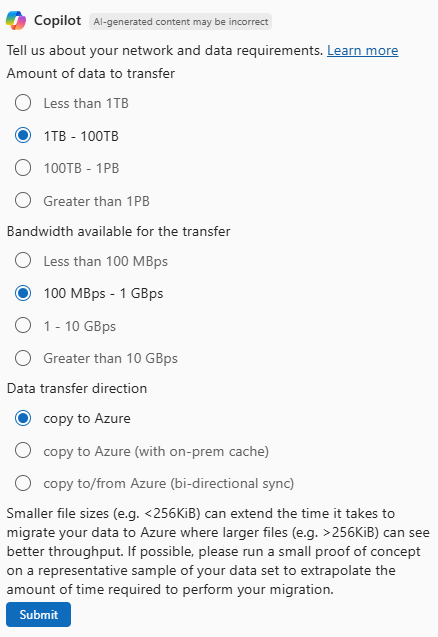 Copilot AI-generated content may be incorrect
Tell us about your network and data requirements. Learn more
Amount of data to transfer
Less than 1TB
1TB - 100TB
100TB - 1PB
Greater than 1PB
Bandwidth available for the transfer
Less than 100 MBps
100 MBps - 1 GBps
1 - 10 GBps
Greater than 10 GBps
Data transfer direction
copy to Azure
copy to Azure (with on-prem cache)
copy to/from Azure (bi-directional sync)
Smaller file sizes (e.g. <256KiB) can extend the time it takes to
migrate your data to Azure where larger files (e.g. >256KiB) can see
better throughput. If possible, please run a small proof of concept
on a representative sample of your data set to extrapolate the
amount of time required to perform your migration.
Submit